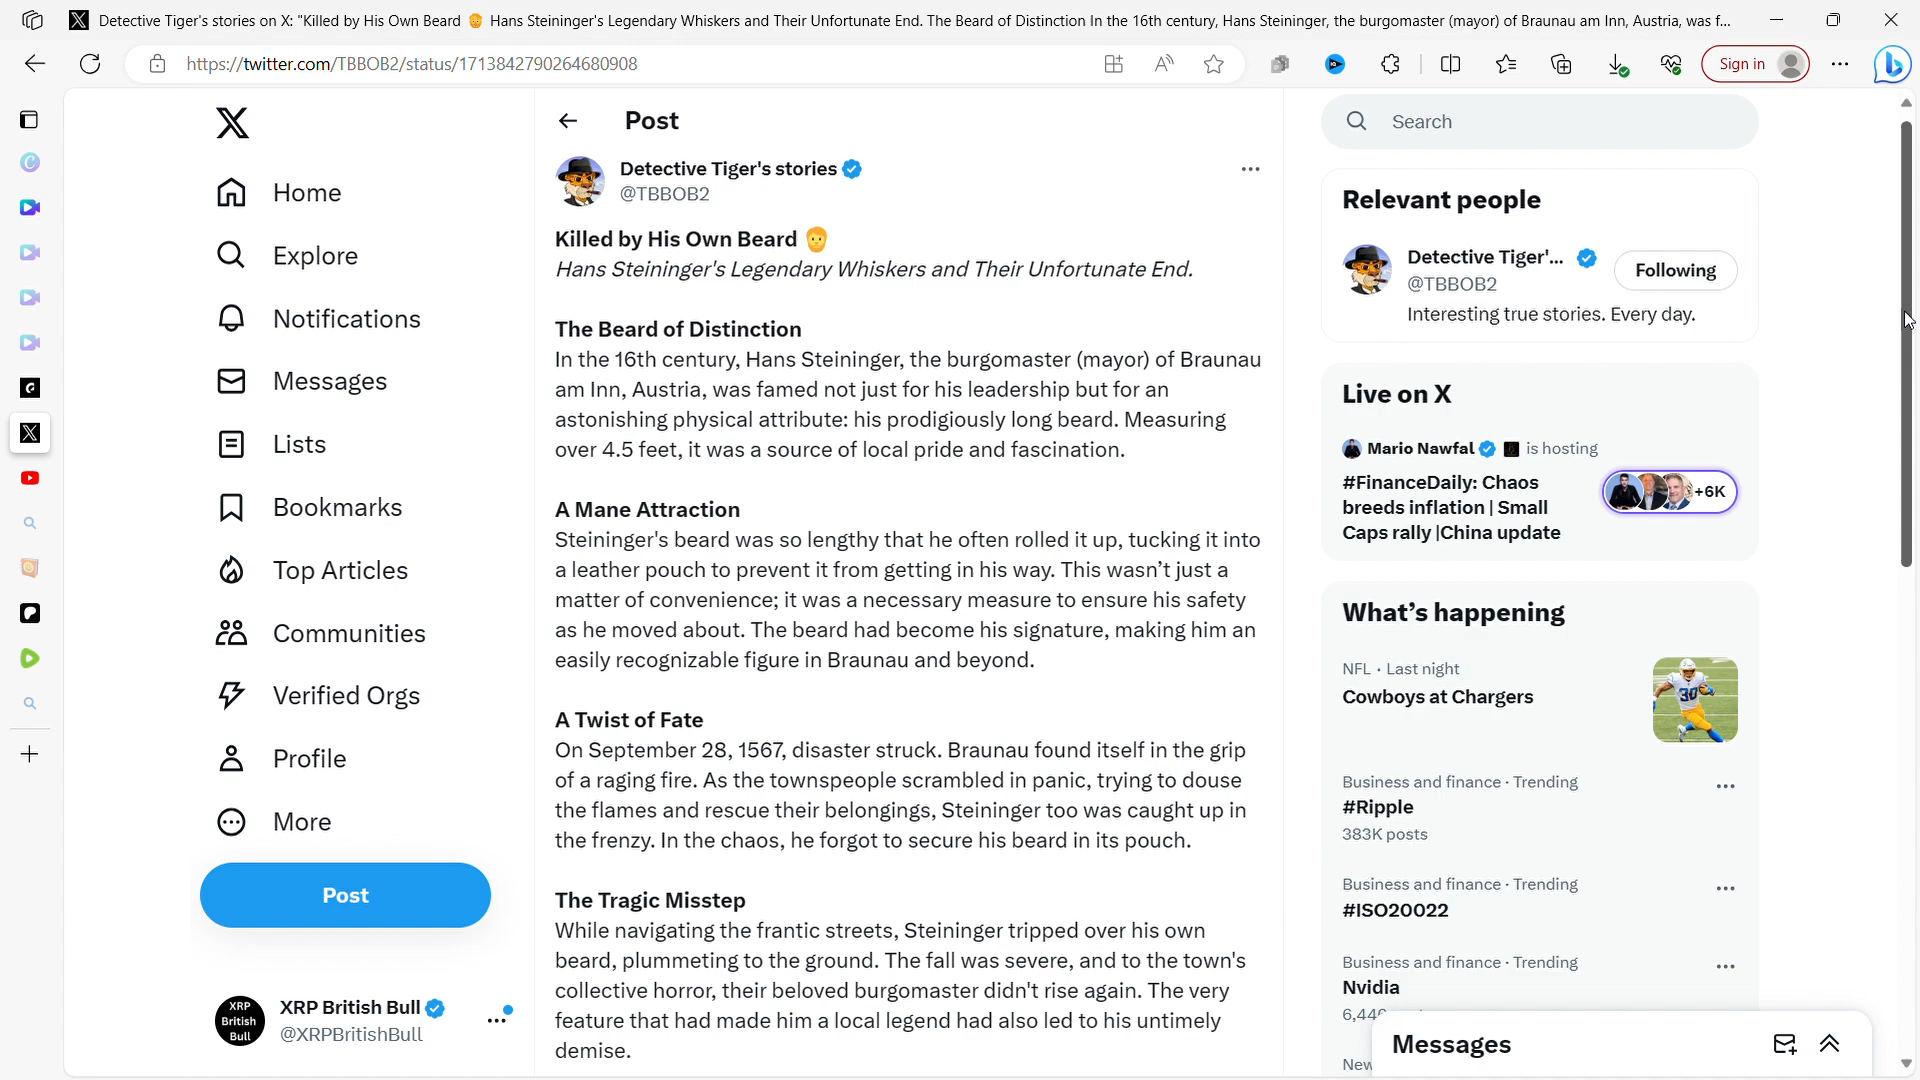 Detective Tiger's stories on X: "Killed by His Own Beard 🧔 Hans Steininger's Legendary Whiskers and Their Unfortunate End. The Beard of Distinction In the 16th century, Hans Steininger, the burgomaster (mayor) of Braunau am Inn, Austria, was f...
https://twitter.com/TBBOB2/status/1713842790264680908
Sign in
X
Home
Explore
Notifications
Messages
Lists
Bookmarks
Top Articles
Communities
Verified Orgs
Profile
More
Post
XRP British Bull
XRP British Bull
@XRPBritishBull
Post
Detective Tiger's stories
@TBBOB2
Killed by His Own Beard 🧔
Hans Steininger's Legendary Whiskers and Their Unfortunate End.
The Beard of Distinction
In the 16th century, Hans Steininger, the burgomaster (mayor) of Braunau
am Inn, Austria, was famed not just for his leadership but for an
astonishing physical attribute: his prodigiously long beard. Measuring
over 4.5 feet, it was a source of local pride and fascination.
A Mane Attraction
Steininger's beard was so lengthy that he often rolled it up, tucking it into
a leather pouch to prevent it from getting in his way. This wasn't just a
matter of convenience; it was a necessary measure to ensure his safety
as he moved about. The beard had become his signature, making him an
easily recognizable figure in Braunau and beyond.
A Twist of Fate
On September 28, 1567, disaster struck. Braunau found itself in the grip
of a raging fire. As the townspeople scrambled in panic, trying to douse
the flames and rescue their belongings, Steininger too was caught up in
the frenzy. In the chaos, he forgot to secure his beard in its pouch.
The Tragic Misstep
While navigating the frantic streets, Steininger tripped over his own
beard, plummeting to the ground. The fall was severe, and to the town's
collective horror, their beloved burgomaster didn't rise again. The very
feature that had made him a local legend had also led to his untimely
demise.
Search
Relevant people
Detective Tiger'...
@TBBOB2
Following
Interesting true stories. Every day.
Live on X
Mario Nawfal is hosting
#FinanceDaily: Chaos
breeds inflation | Small
Caps rally |China update
+6K
What's happening
NFL · Last night
Cowboys at Chargers
30
Business and finance · Trending
#Ripple
383K posts
Business and finance · Trending
#ISO20022
Business and finance · Trending
Nvidia
Messages